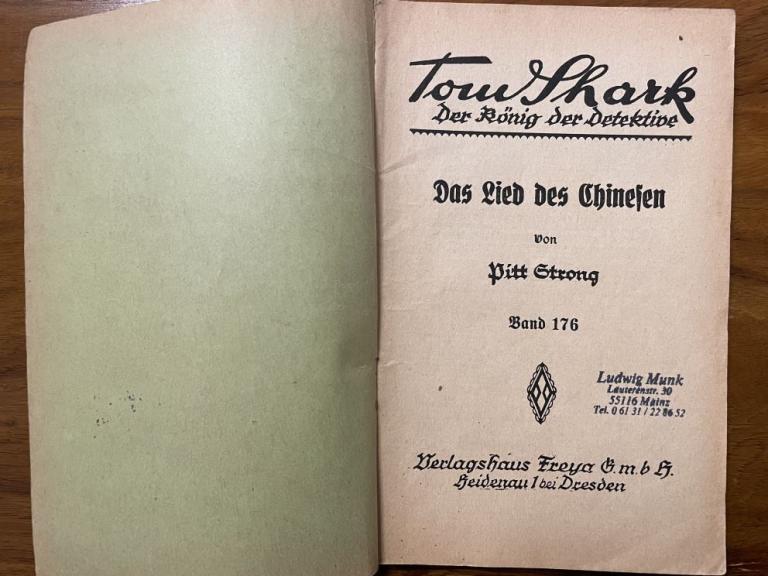 Tom Shark
Der König der Detektive
Das Lied des Chinesen
von
Pitt Strong
Band 176
Ludwig Munk
Lauterenstr. 30
55116 Mainz
Tel. 0 61 31 / 22 86 52
Verlagshaus Freya G.m.b H.
Heidenau 1 bei Dresden